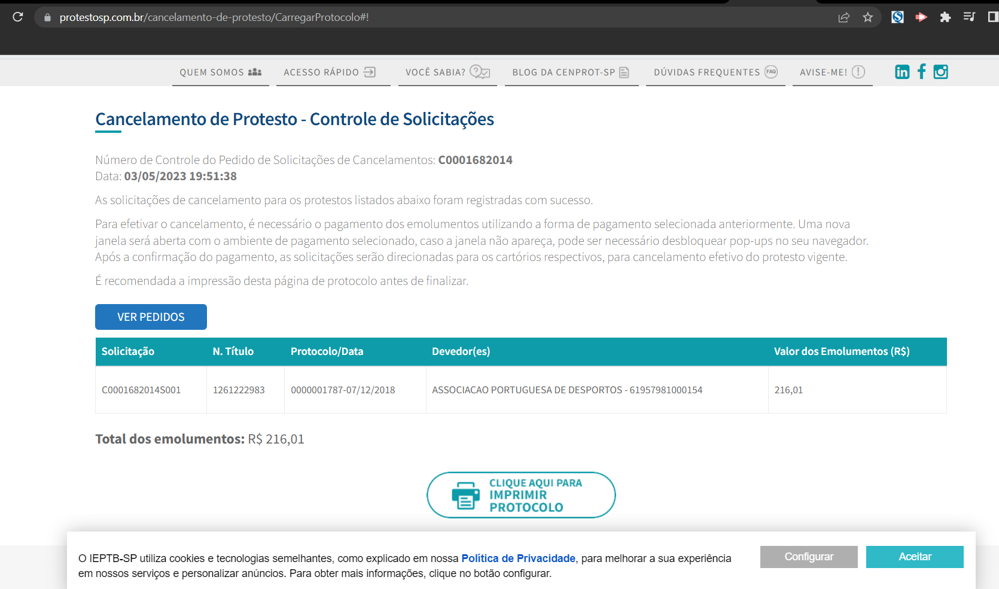 protestosp.com.br/cancelamento-de-protesto/CarregarProtocolo#!
QUEM SOMOS ACESSO RÁPIDO VOCÊ SABIA? BLOG DA CENPROT-SP DÚVIDAS FREQUENTES FAQ AVISE-ME!
Cancelamento de Protesto - Controle de Solicitações
Número de Controle do Pedido de Solicitações de Cancelamentos: C0001682014
Data: 03/05/2023 19:51:38
As solicitações de cancelamento para os protestos listados abaixo foram registradas com sucesso.
Para efetivar o cancelamento, é necessário o pagamento dos emolumentos utilizando a forma de pagamento selecionada anteriormente. Uma nova
janela será aberta com o ambiente de pagamento selecionado, caso a janela não apareça, pode ser necessário desbloquear pop-ups no seu navegador.
Após a confirmação do pagamento, as solicitações serão direcionadas para os cartórios respectivos, para cancelamento efetivo do protesto vigente.
É recomendada a impressão desta página de protocolo antes de finalizar.
VER PEDIDOS
Solicitação N. Título Protocolo/Data Devedor(es) Valor dos Emolumentos (R$)
C0001682014S001 1261222983 0000001787-07/12/2018 ASSOCIACAO PORTUGUESA DE DESPORTOS - 61957981000154 216,01
Total dos emolumentos: R$ 216,01
CLIQUE AQUI PARA
IMPRIMIR
PROTOCOLO
O IEPTB-SP utiliza cookies e tecnologias semelhantes, como explicado em nossa Política de Privacidade, para melhorar a sua experiência
em nossos serviços e personalizar anúncios. Para obter mais informações, clique no botão configurar.
Configurar Aceitar